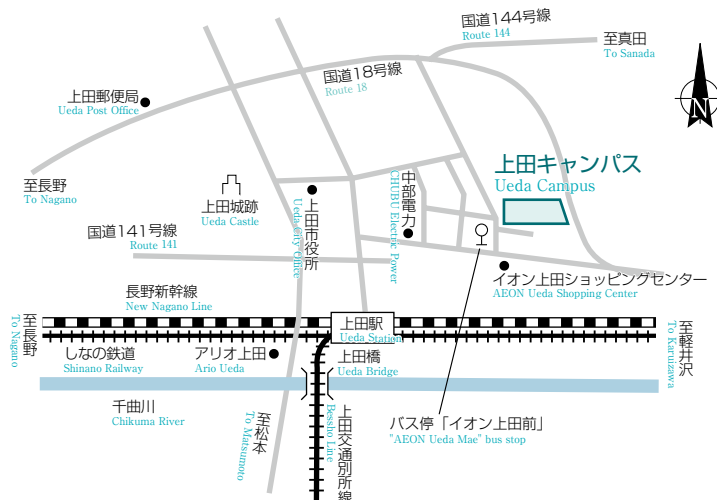 国道144号線
Route 144
至真田
To Sanada
国道18号線
Route 18
上田郵便局
Ueda Post Office
上田キャンパス
Ueda Campus
至長野
To Nagano
上田城跡
Ueda Castle
上田市役所
Ueda City Office
中部電力
CHUBU Electric Power
国道141号線
Route 141
イオン上田ショッピングセンター
AEON Ueda Shopping Center
長野新幹線
New Nagano Line
至長野
To Nagano
上田駅
Ueda Station
至軽井沢
To Karuizawa
しなの鉄道
Shinano Railway
アリオ上田
Ario Ueda
上田橋
Ueda Bridge
千曲川
Chikuma River
至松本
To Matsumoto
上田交通別所線
Bessho Line
バス停「イオン上田前」
"AEON Ueda Mae" bus stop